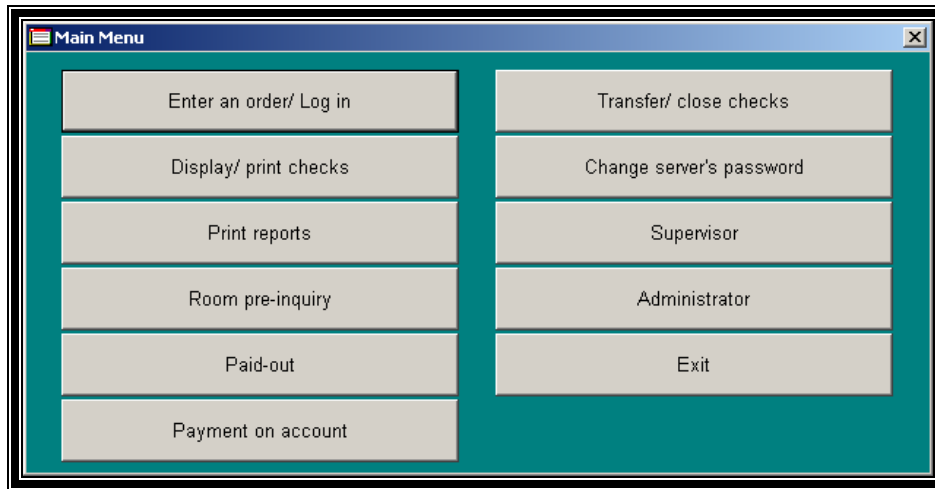 Main Menu
Enter an order/ Log in
Transfer/ close checks
Display/ print checks
Change server's password
Print reports
Supervisor
Room pre-inquiry
Administrator
Paid-out
Exit
Payment on account